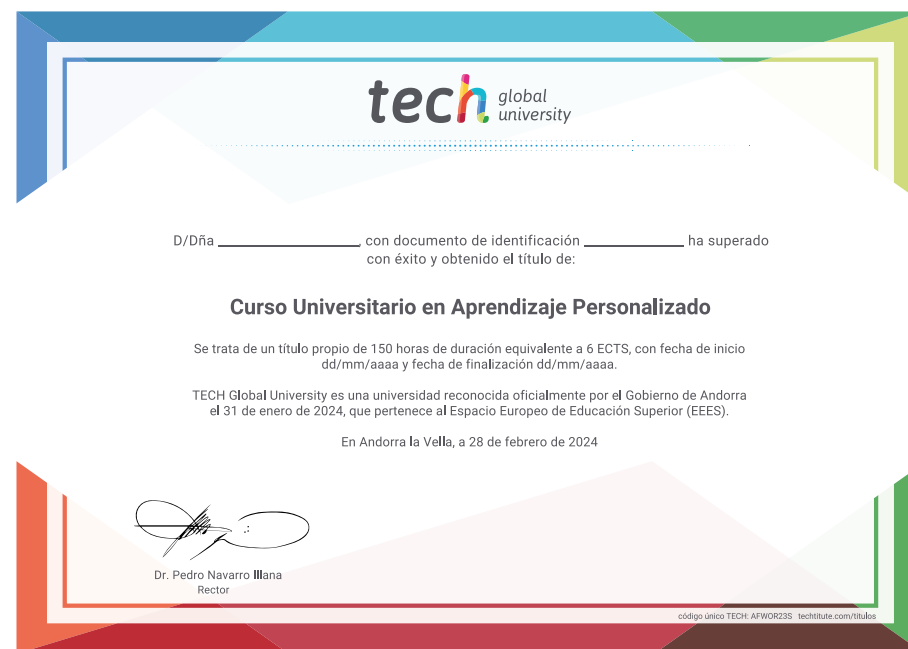 tech global university
D/Dña ____________________, con documento de identificación ______________ ha superado
con éxito y obtenido el título de:
Curso Universitario en Aprendizaje Personalizado
Se trata de un título propio de 150 horas de duración equivalente a 6 ECTS, con fecha de inicio
dd/mm/aaaa y fecha de finalización dd/mm/aaaa.
TECH Global University es una universidad reconocida oficialmente por el Gobierno de Andorra
el 31 de enero de 2024, que pertenece al Espacio Europeo de Educación Superior (EEES).
En Andorra la Vella, a 28 de febrero de 2024
Dr. Pedro Navarro Illana
Rector
código único TECH: AFWOR23S techtitute.com/titulos